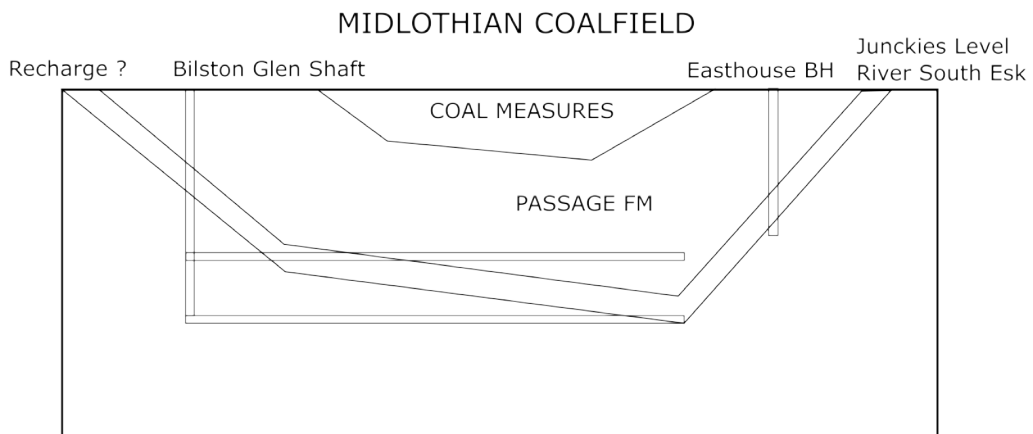 MIDLOTHIAN COALFIELD
Recharge ?
Bilston Glen Shaft
Easthouse BH
Junckies Level
River South Esk
COAL MEASURES
PASSAGE FM